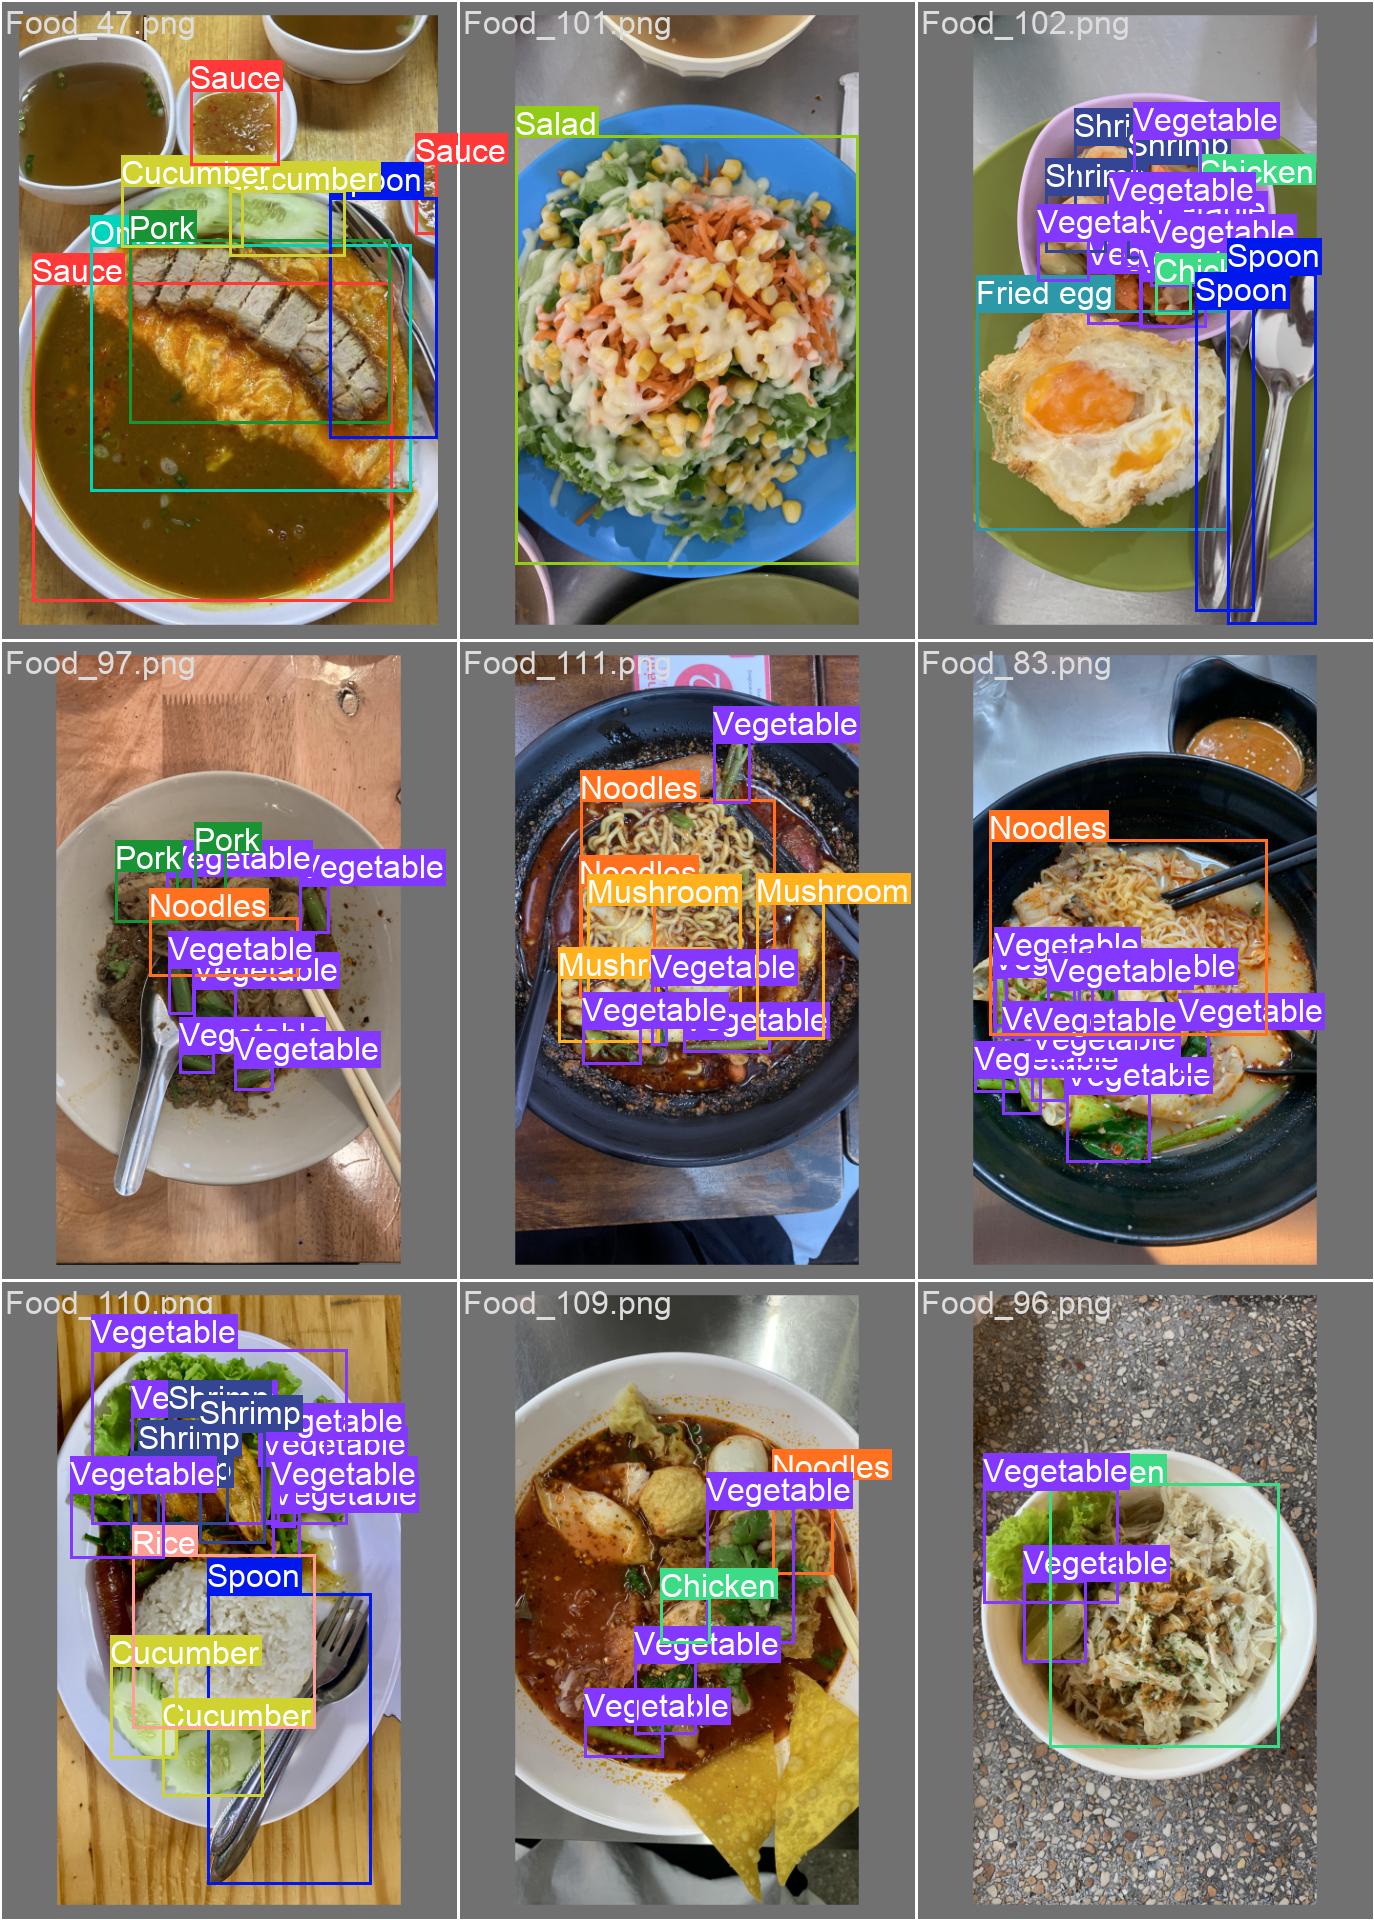 Food_47.png
Sauce
Sauce
Cucumber
Cucumber
Spoon
Omelet
Pork
Sauce
Food_101.png
Salad
Food_102.png
Shrimp
Vegetable
Shrimp
Shrimp
Chicken
Vegetable
Vegetable
Vegetable
Vegetable
Chicken
Spoon
Spoon
Fried egg
Food_97.png
Pork
Pork
Vegetable
Vegetable
Noodles
Vegetable
Vegetable
Vegetable
Vegetable
Food_111.png
Vegetable
Noodles
Noodles
Mushroom
Mushroom
Mushroom
Vegetable
Vegetable
Vegetable
Food_83.png
Noodles
Vegetable
Vegetable
Vegetable
Vegetable
Vegetable
Vegetable
Vegetable
Food_110.png
Vegetable
Shrimp
Shrimp
Vegetable
Shrimp
Vegetable
Vegetable
Vegetable
Vegetable
Rice
Spoon
Cucumber
Cucumber
Food_109.png
Noodles
Vegetable
Chicken
Vegetable
Vegetable
Food_96.png
Vegetable
Vegetable